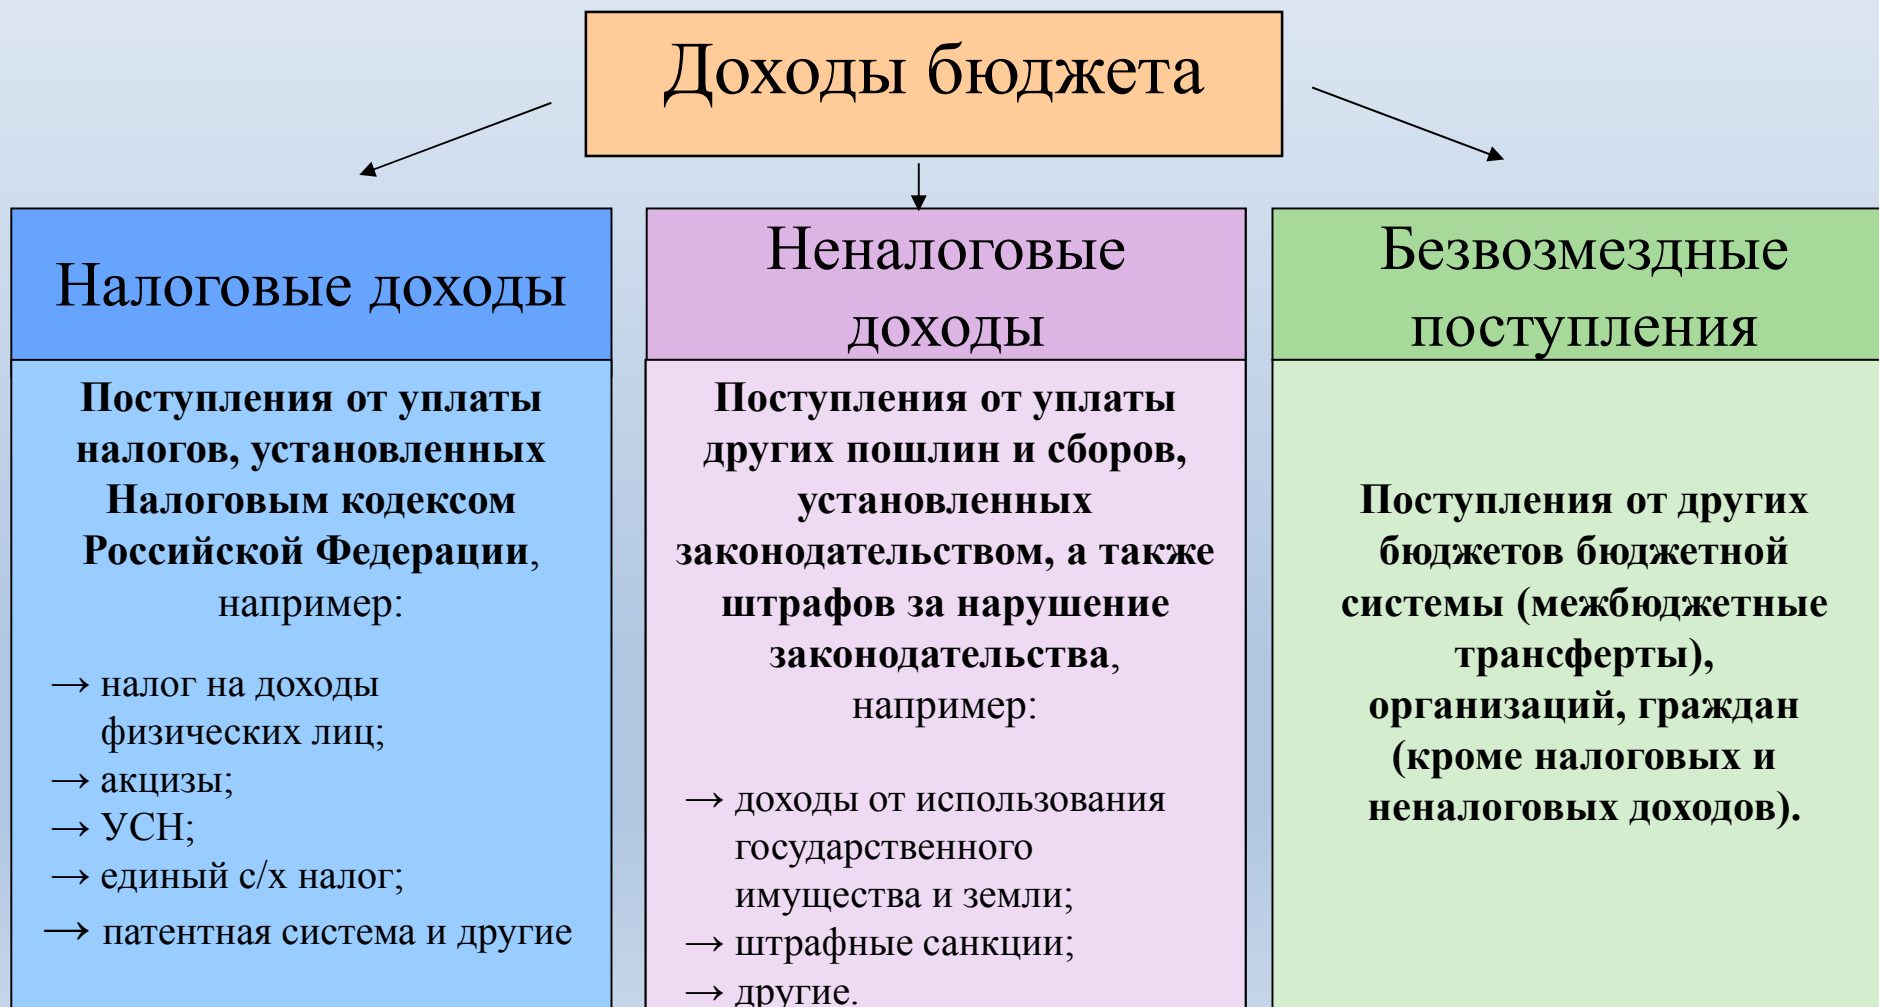 Доходы бюджета
Налоговые доходы
Поступления от уплаты
налогов, установленных
Налоговым кодексом
Российской Федерации,
например:
→ налог на доходы
физических лиц;
→ акцизы;
→ УСН;
→ единый с/х налог;
→ патентная система и другие
Неналоговые
доходы
Поступления от уплаты
других пошлин и сборов,
установленных
законодательством, а также
штрафов за нарушение
законодательства,
например:
→ доходы от использования
государственного
имущества и земли;
→ штрафные санкции;
→ другие.
Безвозмездные
поступления
Поступления от других
бюджетов бюджетной
системы (межбюджетные
трансферты),
организаций, граждан
(кроме налоговых и
неналоговых доходов).